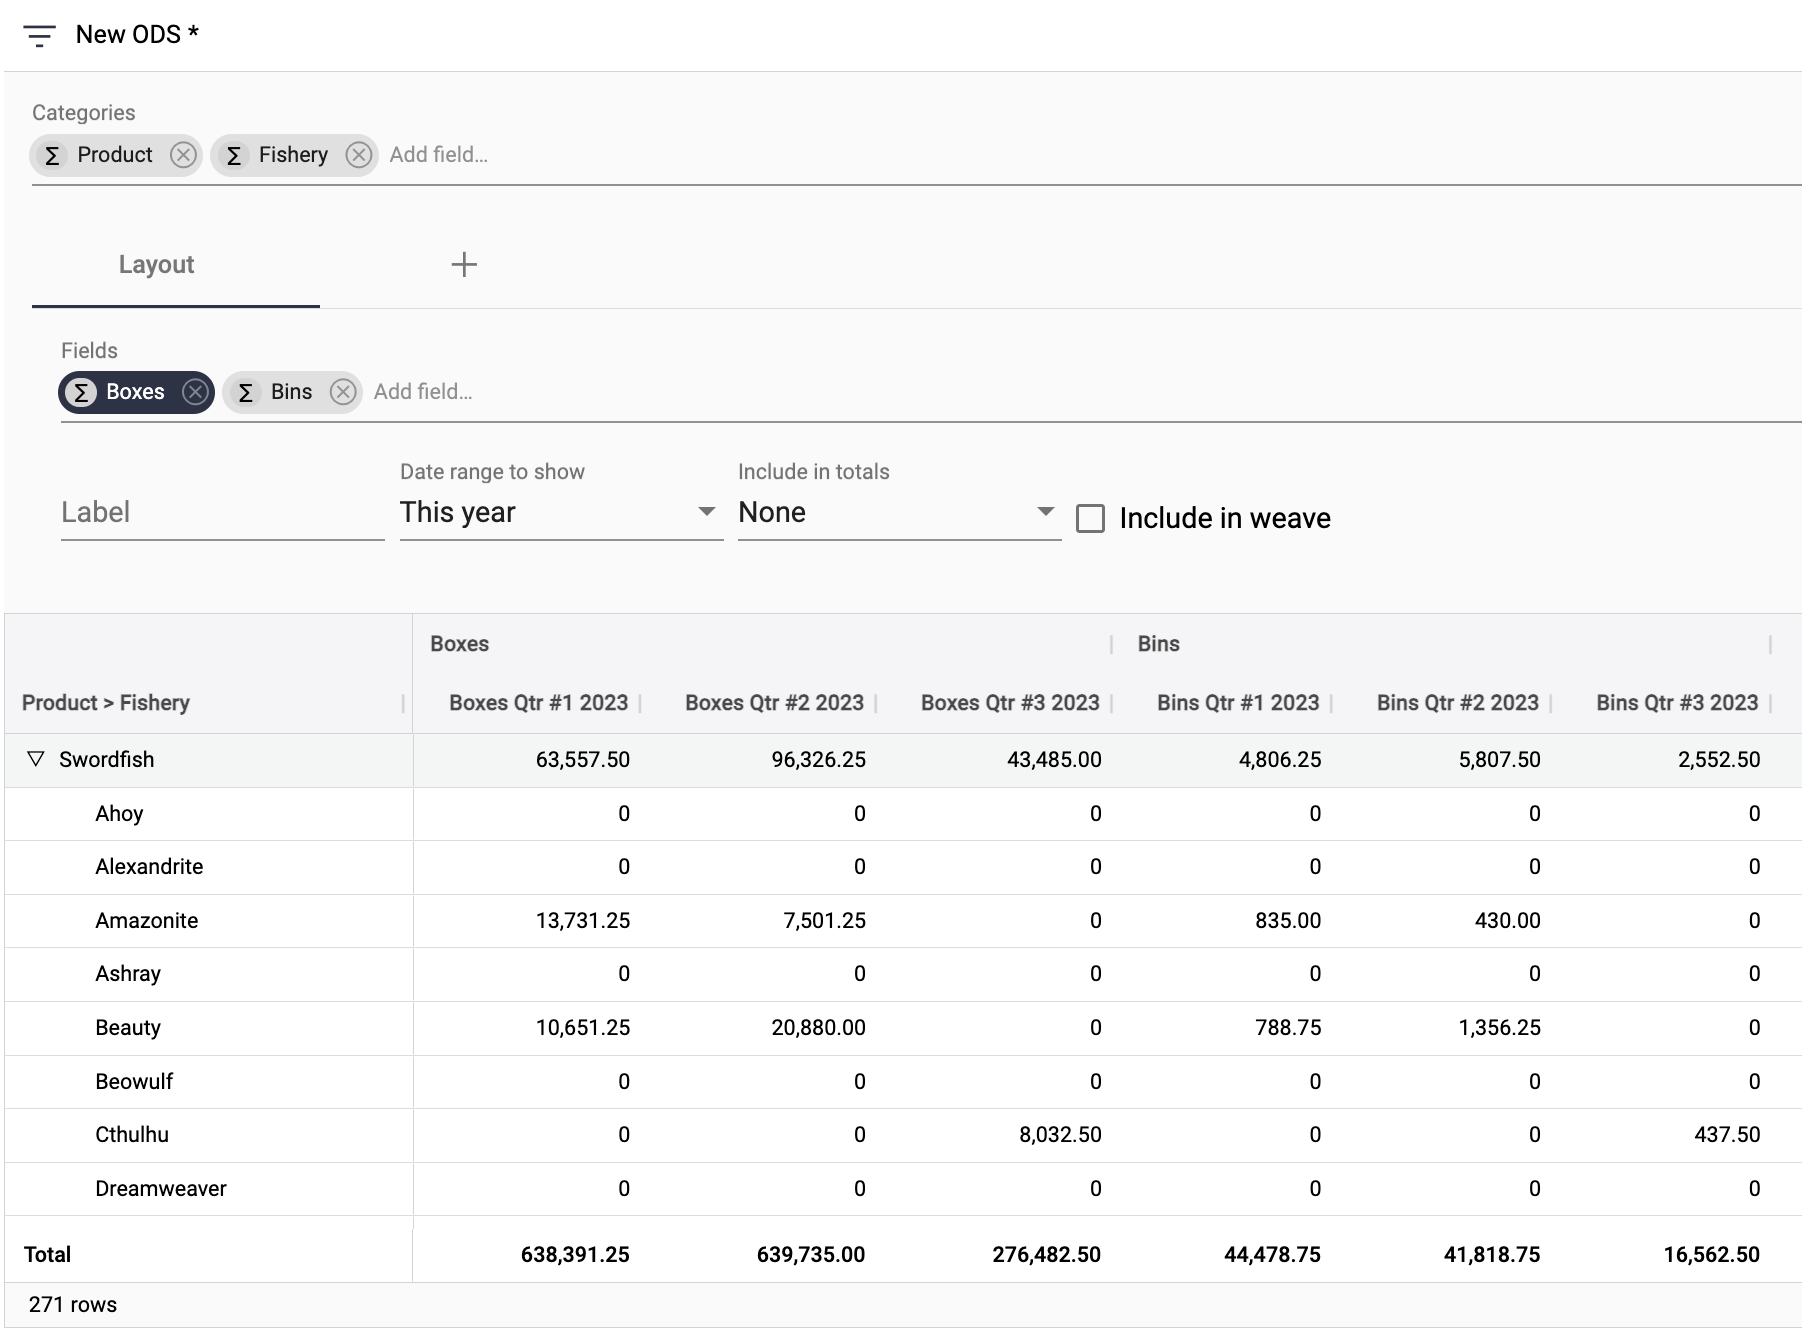 New ODS *
Categories
Σ Product Σ Fishery Add field...
Layout +
Fields
Σ Boxes Σ Bins Add field...
Date range to show Include in totals
Label This year None Include in weave
Boxes Bins
Product > Fishery Boxes Qtr #1 2023 Boxes Qtr #2 2023 Boxes Qtr #3 2023 Bins Qtr #1 2023 Bins Qtr #2 2023 Bins Qtr #3 2023
Swordfish 63,557.50 96,326.25 43,485.00 4,806.25 5,807.50 2,552.50
Ahoy 0 0 0 0 0 0
Alexandrite 0 0 0 0 0 0
Amazonite 13,731.25 7,501.25 0 835.00 430.00 0
Ashray 0 0 0 0 0 0
Beauty 10,651.25 20,880.00 0 788.75 1,356.25 0
Beowulf 0 0 0 0 0 0
Cthulhu 0 0 8,032.50 0 0 437.50
Dreamweaver 0 0 0 0 0 0
Total 638,391.25 639,735.00 276,482.50 44,478.75 41,818.75 16,562.50
271 rows